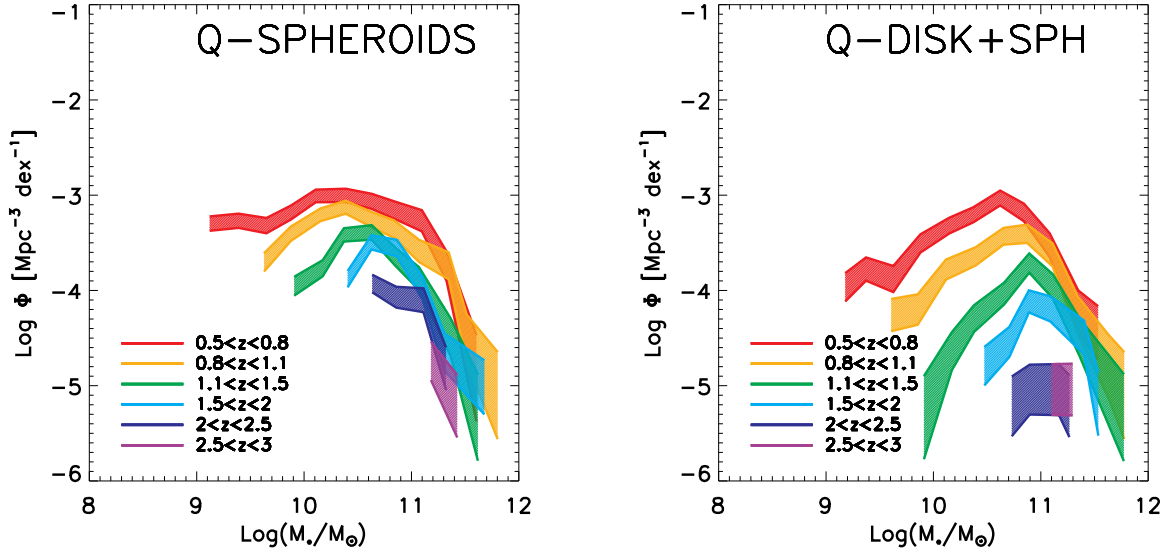 Q-SPHEROIDS
-1
-2
-3
-4
-5
-6
Log Φ [Mpc⁻³ dex⁻¹]
0.5<z<0.8
0.8<z<1.1
1.1<z<1.5
1.5<z<2
2<z<2.5
2.5<z<3
8 9 10 11 12
Log(M⁎/M☉)
Q-DISK+SPH
-1
-2
-3
-4
-5
-6
Log Φ [Mpc⁻³ dex⁻¹]
0.5<z<0.8
0.8<z<1.1
1.1<z<1.5
1.5<z<2
2<z<2.5
2.5<z<3
8 9 10 11 12
Log(M⁎/M☉)